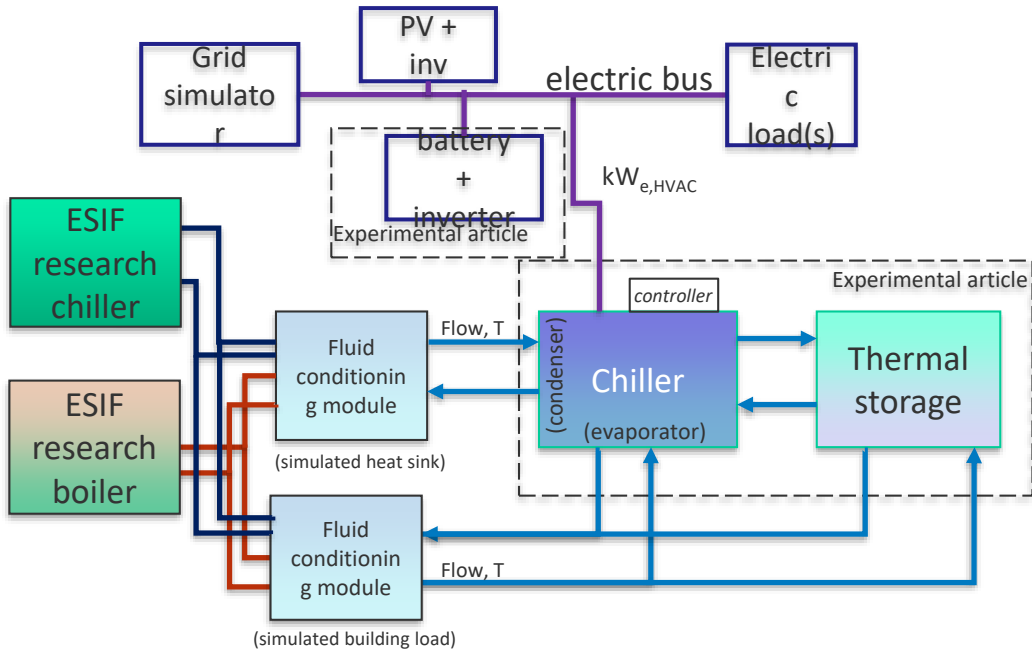 PV +
inv
Grid
simulato
r
electric bus
Electri
c
load(s)
battery
+
inverter
Experimental article
kW_e,HVAC
ESIF
research
chiller
Experimental article
controller
Flow, T
Fluid
conditionin
g module
(condenser)
Chiller
(evaporator)
Thermal
storage
ESIF
research
boiler
(simulated heat sink)
Fluid
conditionin
g module
Flow, T
(simulated building load)